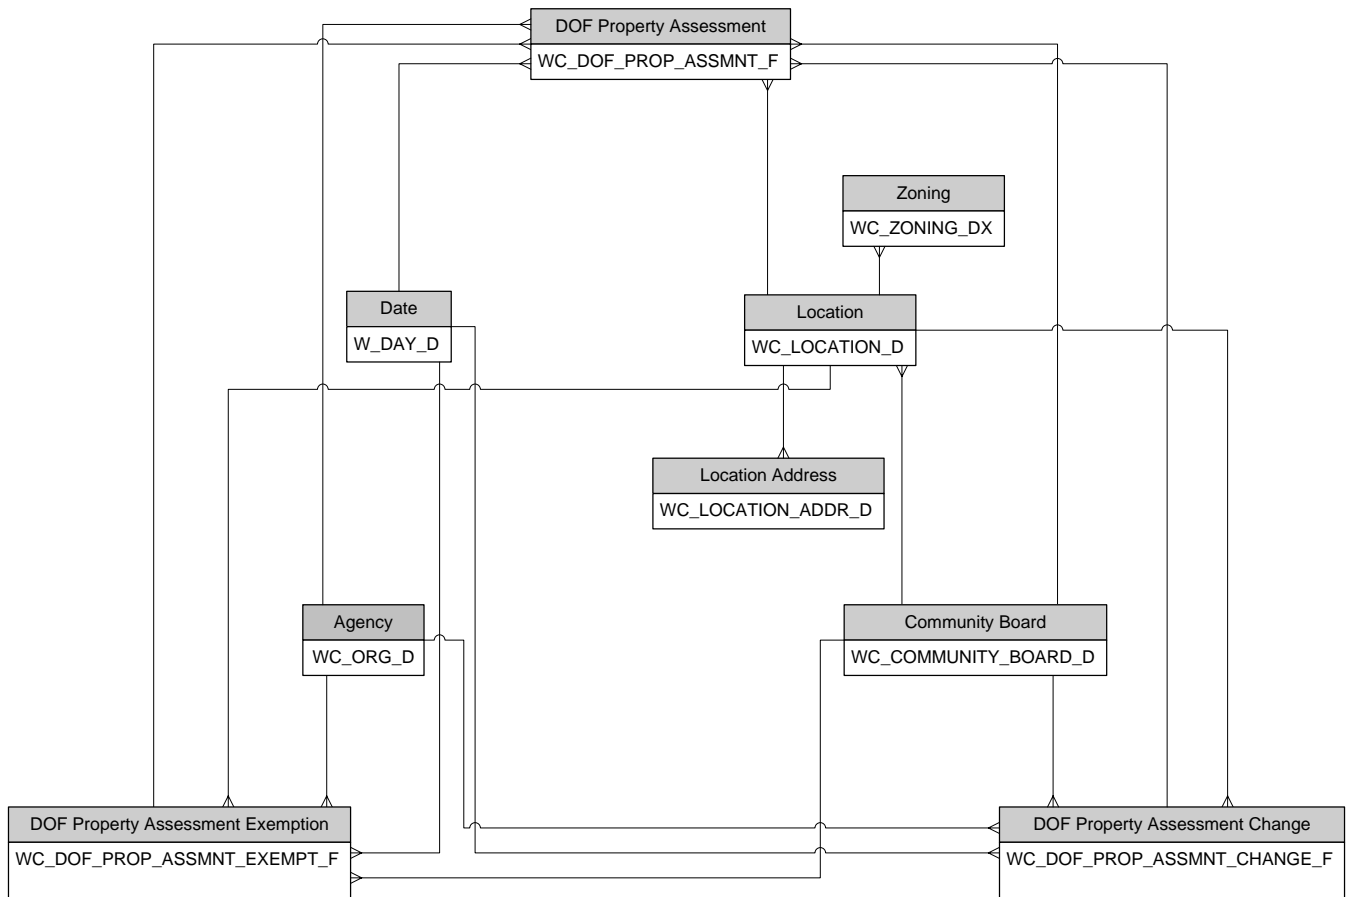 DOF Property Assessment
WC_DOF_PROP_ASSMNT_F
Zoning
WC_ZONING_DX
Date
W_DAY_D
Location
WC_LOCATION_D
Location Address
WC_LOCATION_ADDR_D
Agency
WC_ORG_D
Community Board
WC_COMMUNITY_BOARD_D
DOF Property Assessment Exemption
WC_DOF_PROP_ASSMNT_EXEMPT_F
DOF Property Assessment Change
WC_DOF_PROP_ASSMNT_CHANGE_F